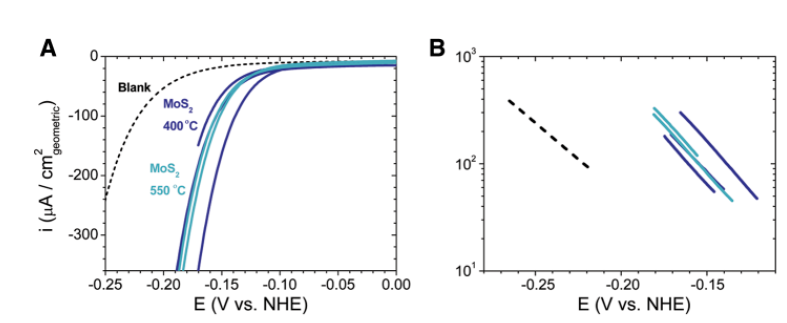 A
B
0
-100
-200
-300
i (μA / cm²geometric)
Blank
MoS₂
400 °C
MoS₂
550 °C
-0.25 -0.20 -0.15 -0.10 -0.05 0.00
E (V vs. NHE)
10³
10²
10¹
-0.25 -0.20 -0.15
E (V vs. NHE)